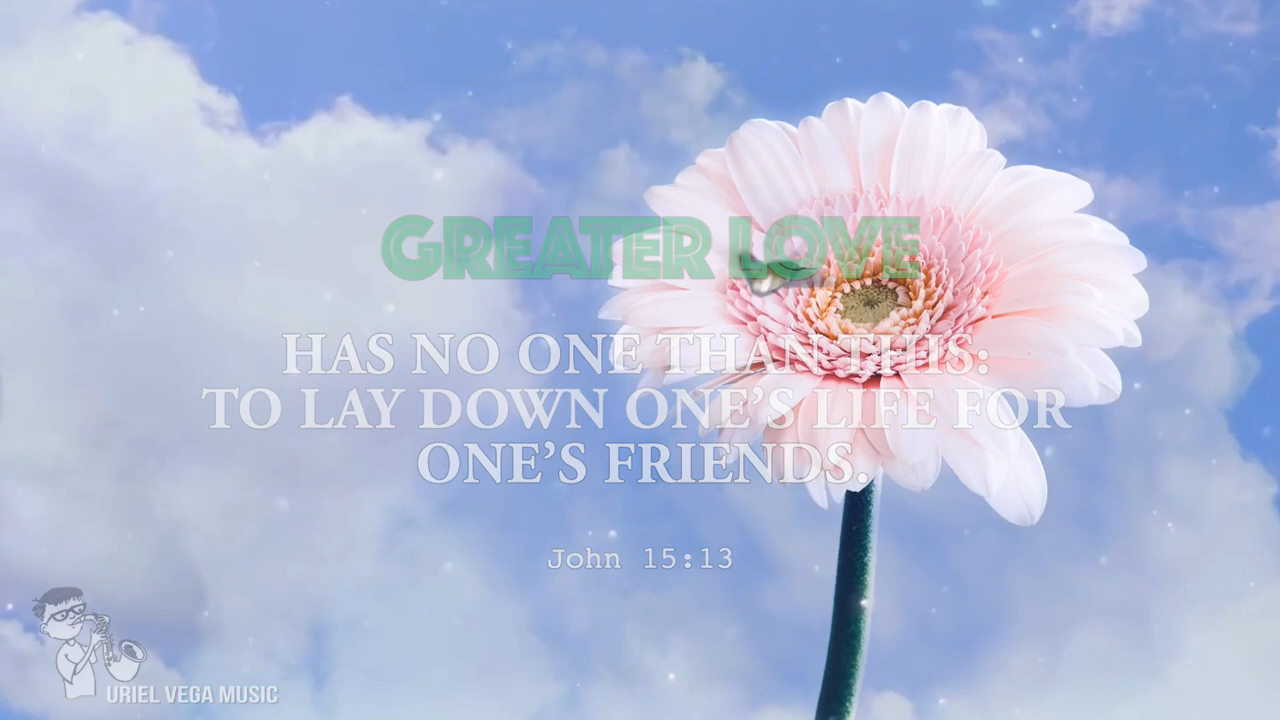 GREATER LOVE
HAS NO ONE THAN THIS:
TO LAY DOWN ONE'S LIFE FOR
ONE'S FRIENDS.
John 15:13
URIEL VEGA MUSIC